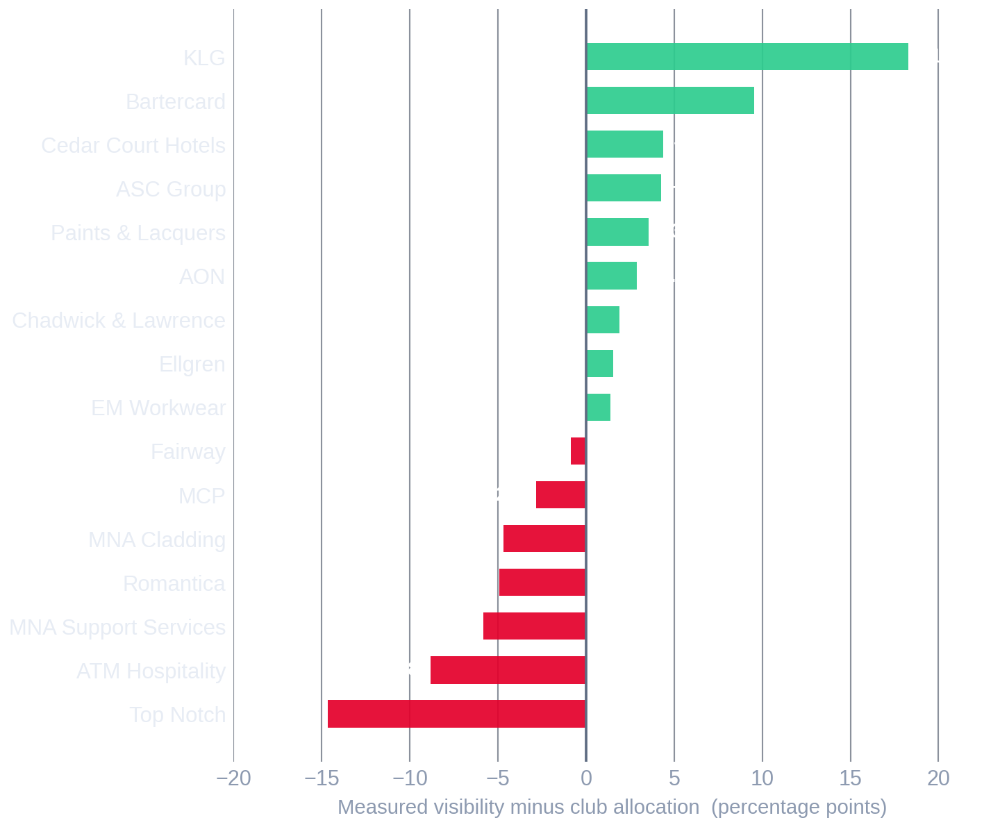 KLG
Bartercard
Cedar Court Hotels
ASC Group
Paints & Lacquers
AON
Chadwick & Lawrence
Ellgren
EM Workwear
Fairway
MCP
MNA Cladding
Romantica
MNA Support Services
ATM Hospitality
Top Notch
−20 −15 −10 −5 0 5 10 15 20
Measured visibility minus club allocation (percentage points)